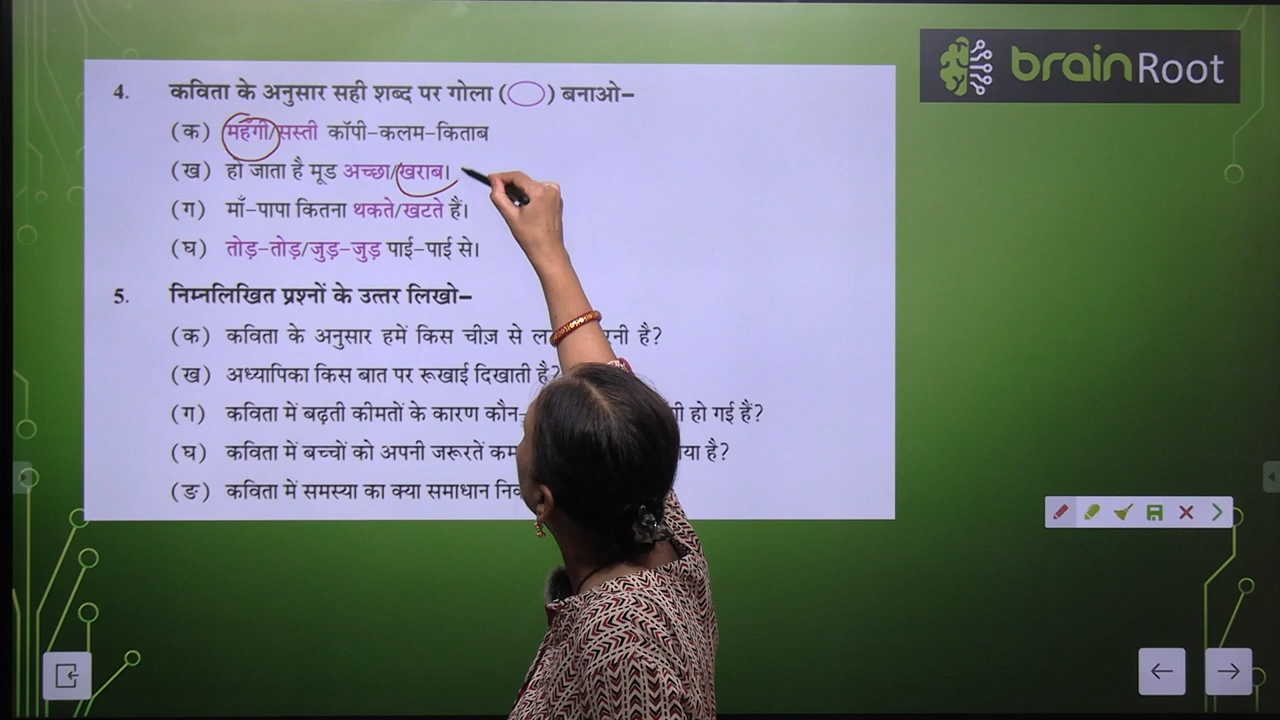 brainRoot
4. कविता के अनुसार सही शब्द पर गोला ( ) बनाओ–
(क) महँगी/सस्ती कॉपी-कलम-किताब
(ख) हो जाता है मूड अच्छा/खराब।
(ग) माँ-पापा कितना थकते/खटते हैं।
(घ) तोड़-तोड़/जुड़-जुड़ पाई-पाई से।
5. निम्नलिखित प्रश्नों के उत्तर लिखो–
(क) कविता के अनुसार हमें किस चीज़ से है?
(ख) अध्यापिका किस बात पर रूखाई दिखाती है?
(ग) कविता में बढ़ती कीमतों के कारण कौन- हो गई हैं?
(घ) कविता में बच्चों को अपनी जरूरतें कम है?
(ङ) कविता में समस्या का क्या समाधान